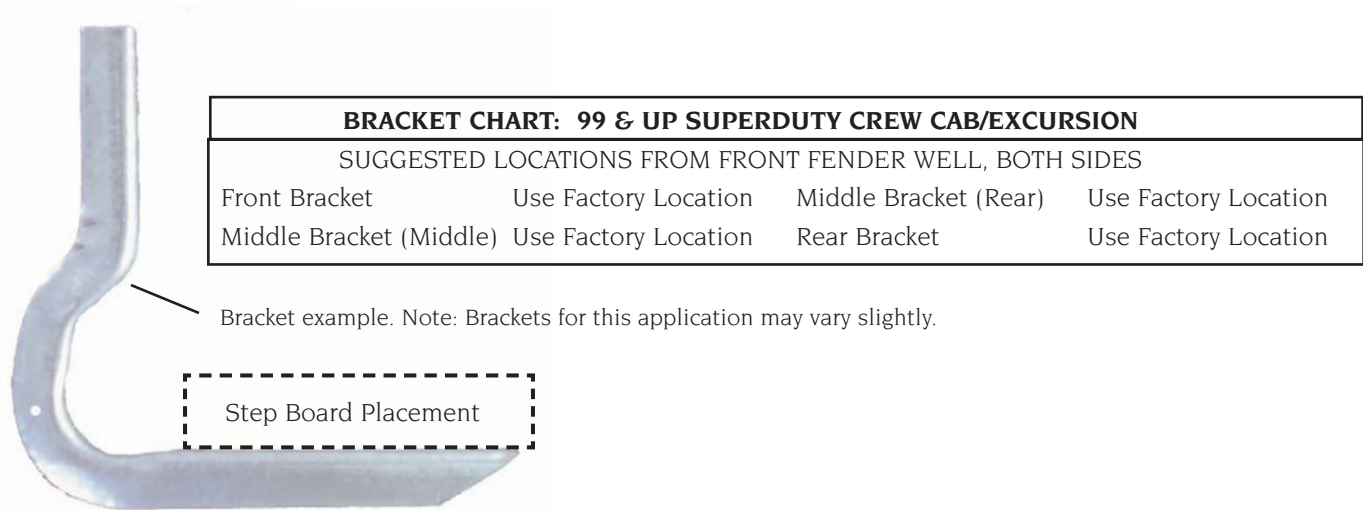 BRACKET CHART: 99 & UP SUPERDUTY CREW CAB/EXCURSION
SUGGESTED LOCATIONS FROM FRONT FENDER WELL, BOTH SIDES
Front Bracket Use Factory Location Middle Bracket (Rear) Use Factory Location
Middle Bracket (Middle) Use Factory Location Rear Bracket Use Factory Location
Bracket example. Note: Brackets for this application may vary slightly.
Step Board Placement